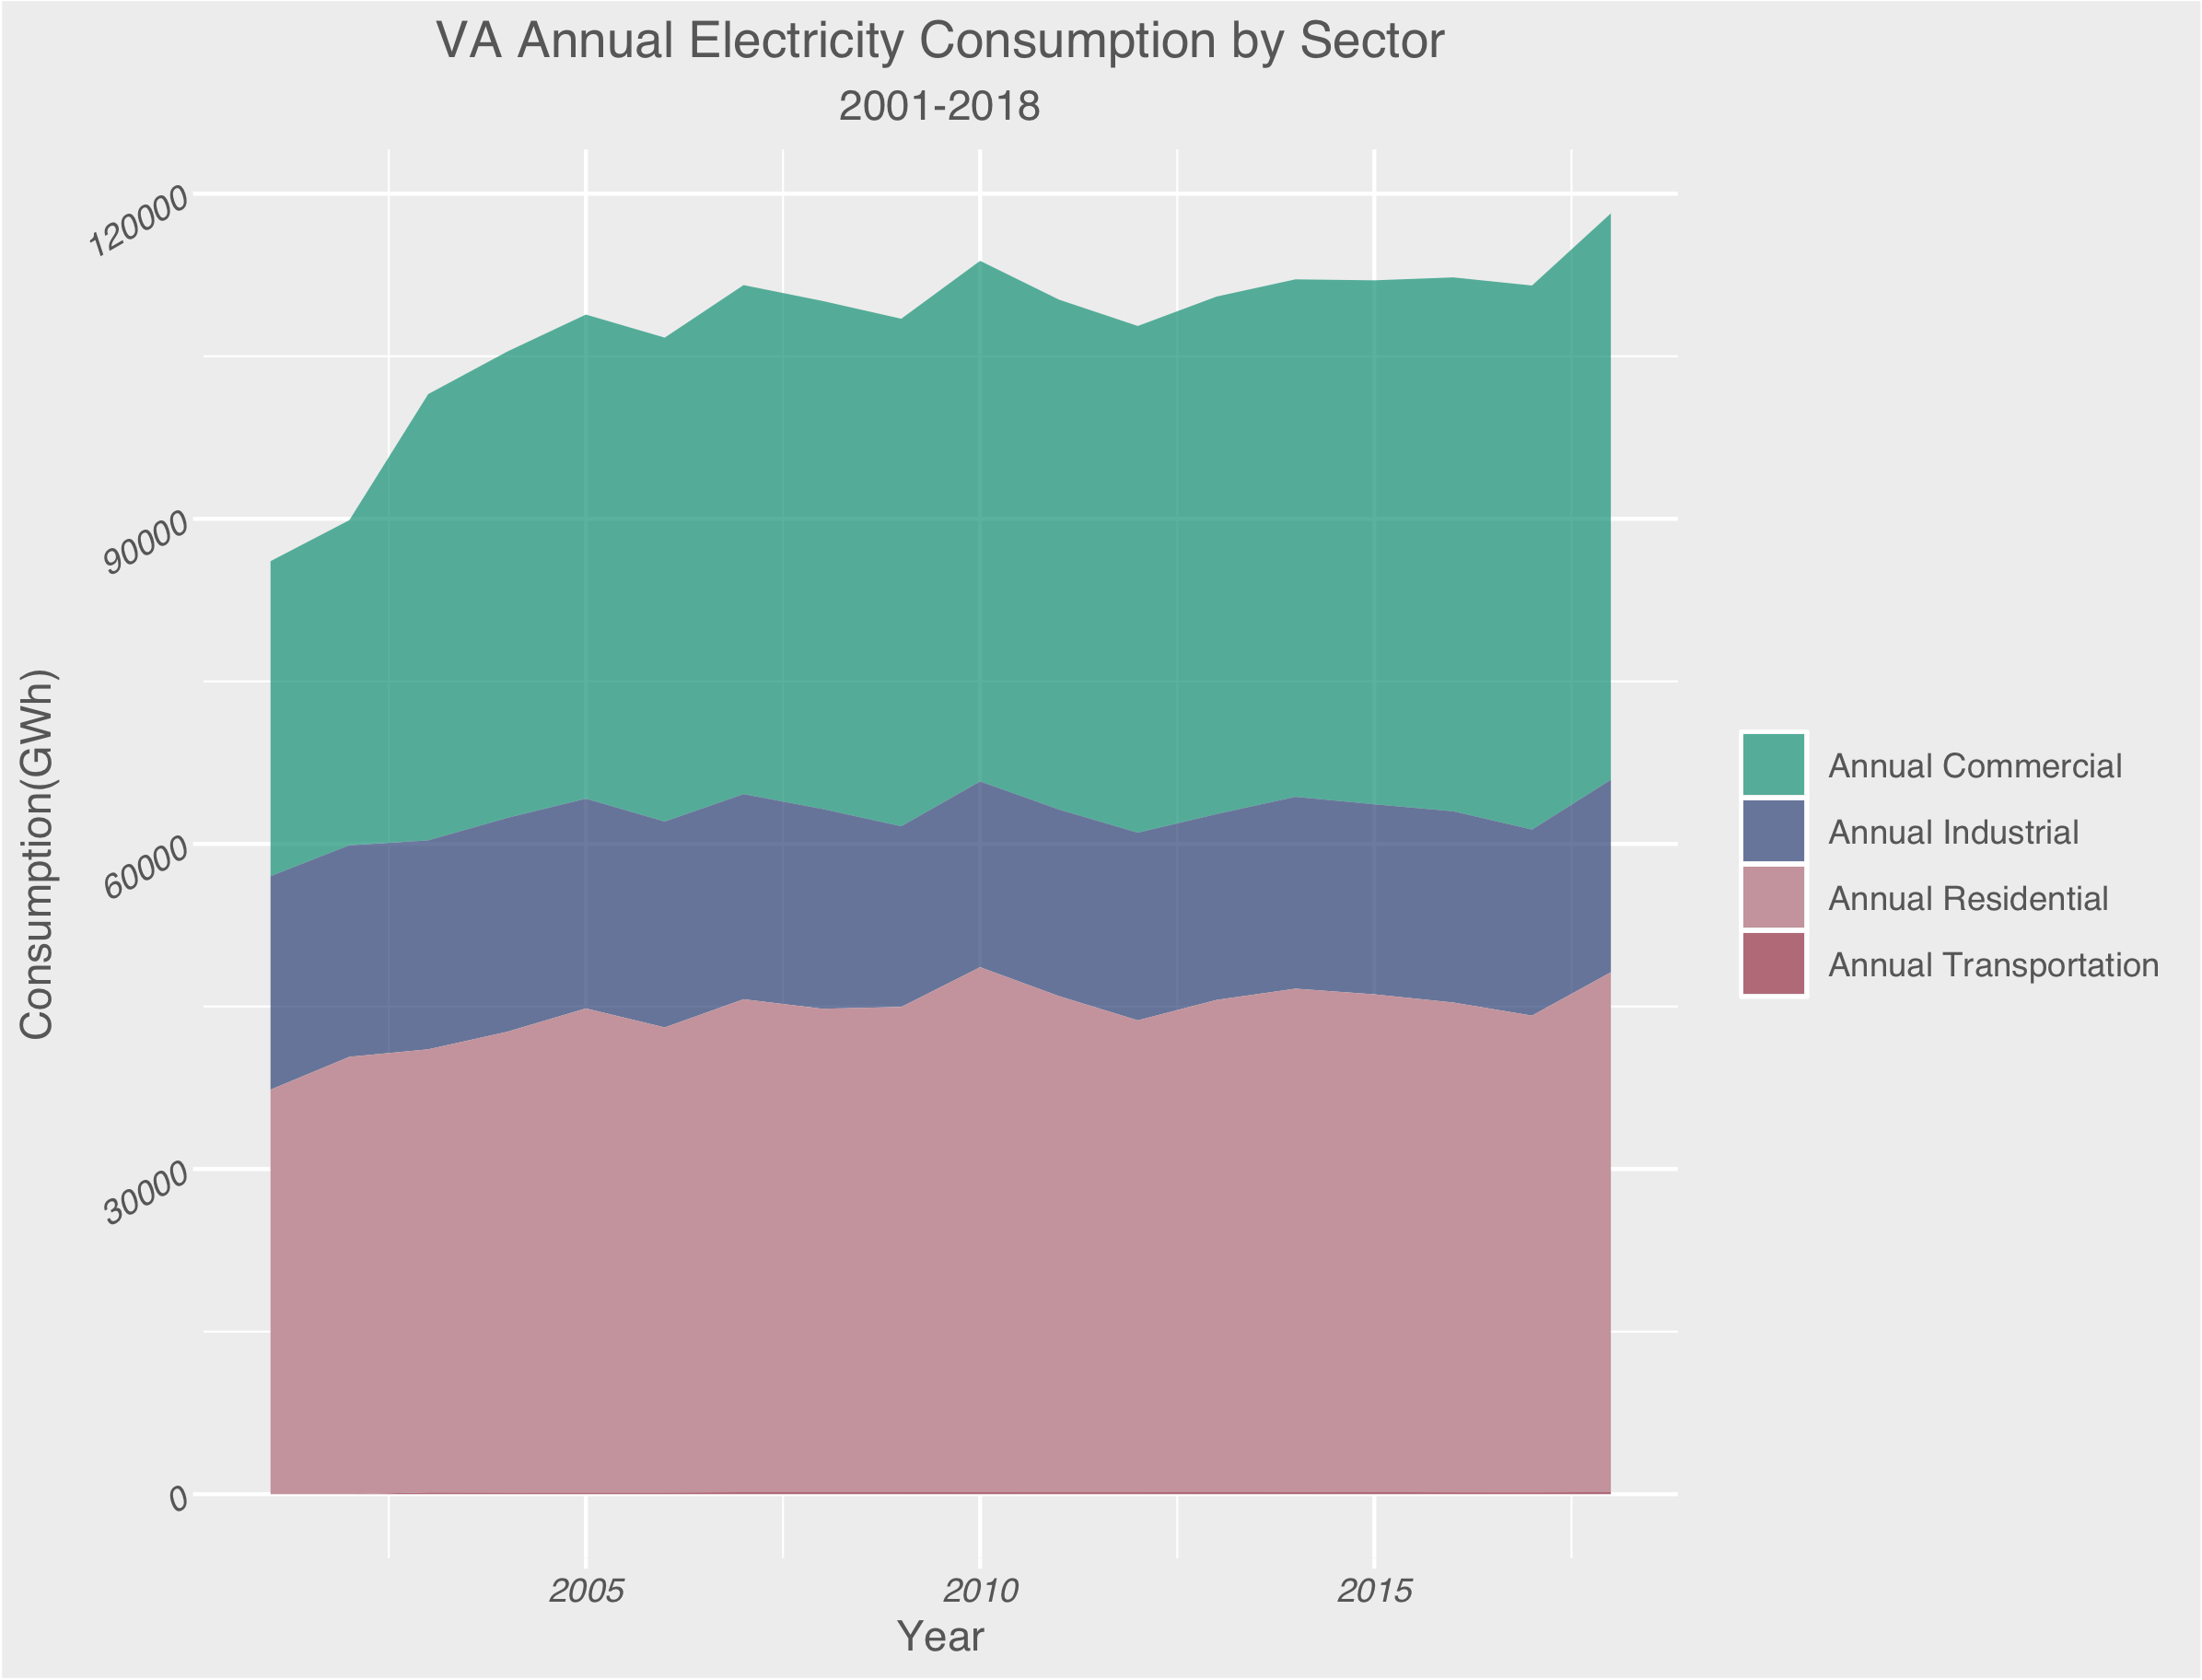 VA Annual Electricity Consumption by Sector
2001-2018
Consumption(GWh)
120000
90000
60000
30000
0
2005 2010 2015
Year
Annual Commercial
Annual Industrial
Annual Residential
Annual Transportation